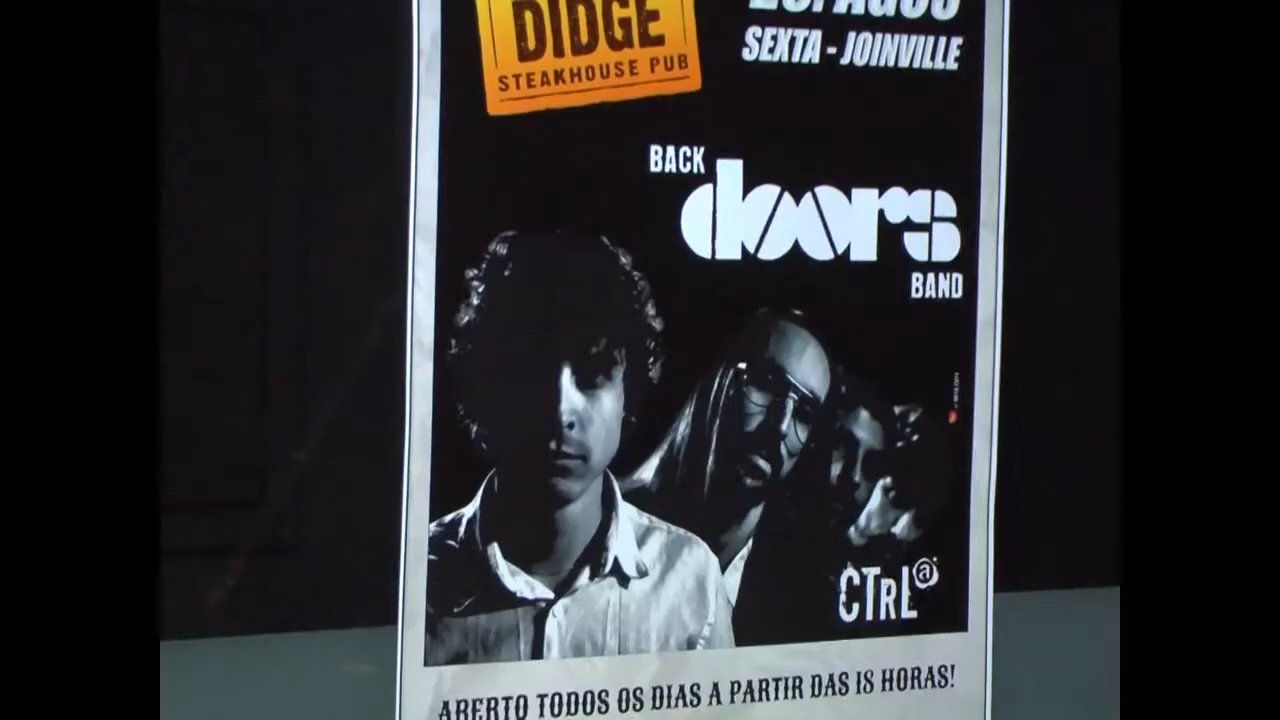 DIDGE
STEAKHOUSE PUB
SEXTA - JOINVILLE
BACK
doors
BAND
CTrL@
ABERTO TODOS OS DIAS A PARTIR DAS 18 HORAS!